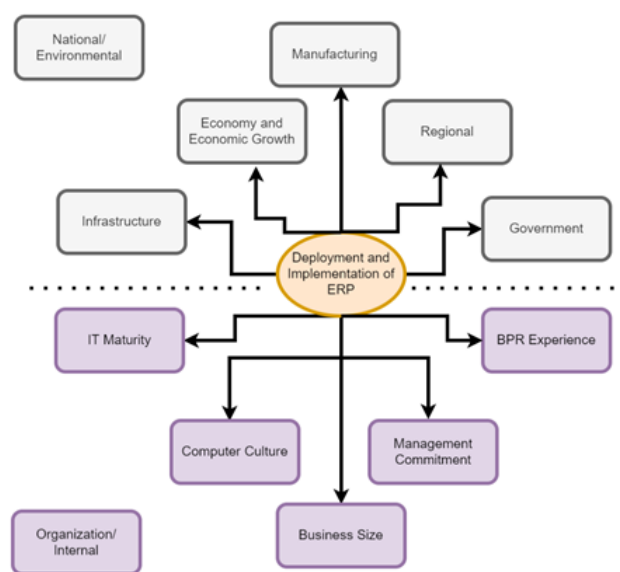 National/
Environmental
Manufacturing
Economy and
Economic Growth
Regional
Infrastructure
Government
Deployment and
Implementation of
ERP
IT Maturity
BPR Experience
Computer Culture
Management
Commitment
Organization/
Internal
Business Size